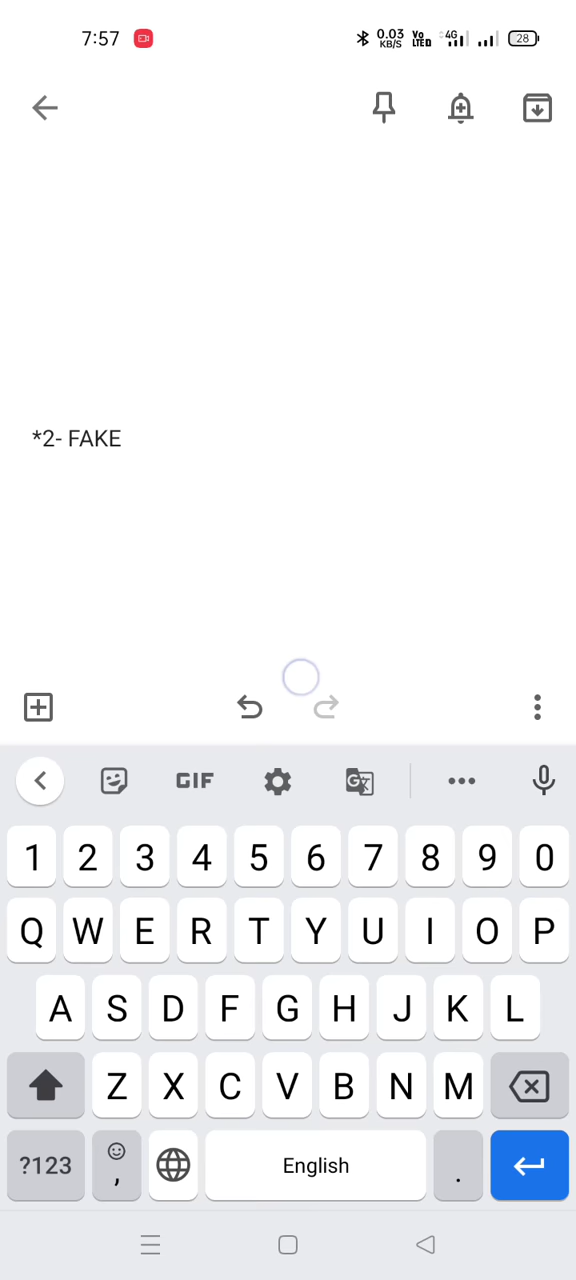 7:57
0.03
KB/S
Vo
LTE D
4G
28
*2- FAKE
GIF
G
1 2 3 4 5 6 7 8 9 0
Q W E R T Y U I O P
A S D F G H J K L
Z X C V B N M
?123 , English .